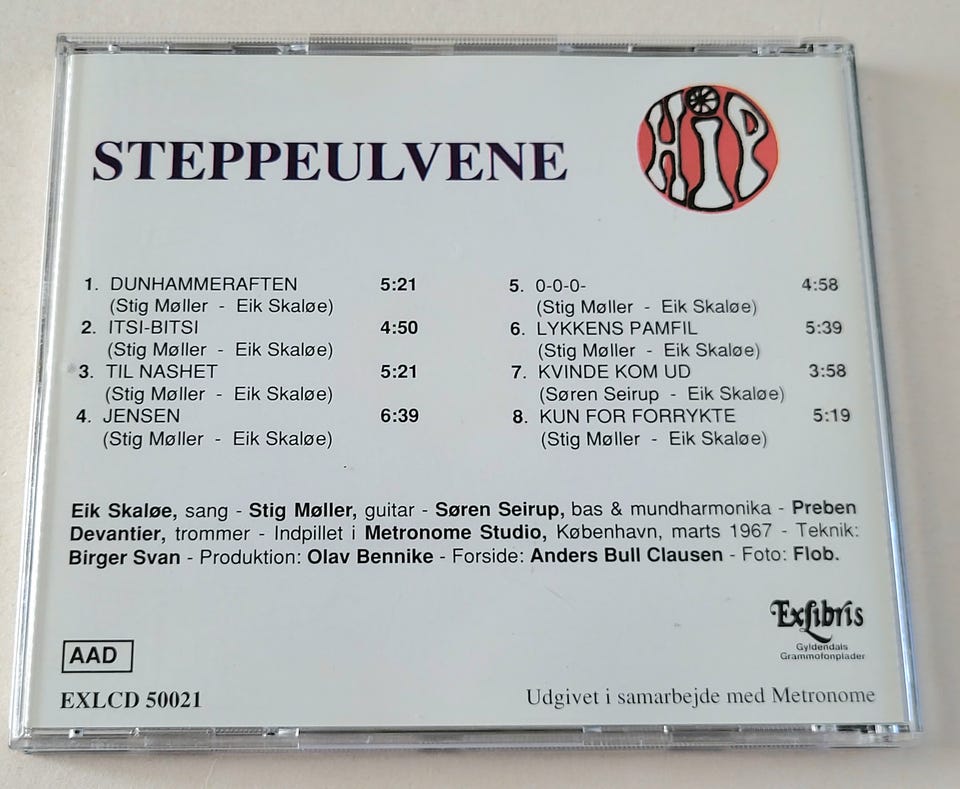 STEPPEULVENE
HiP
1. DUNHAMMERAFTEN 5:21
(Stig Møller - Eik Skaløe)
2. ITSI-BITSI 4:50
(Stig Møller - Eik Skaløe)
3. TIL NASHET 5:21
(Stig Møller - Eik Skaløe)
4. JENSEN 6:39
(Stig Møller - Eik Skaløe)
5. 0-0-0- 4:58
(Stig Møller - Eik Skaløe)
6. LYKKENS PAMFIL 5:39
(Stig Møller - Eik Skaløe)
7. KVINDE KOM UD 3:58
(Søren Seirup - Eik Skaløe)
8. KUN FOR FORRYKTE 5:19
(Stig Møller - Eik Skaløe)
Eik Skaløe, sang - Stig Møller, guitar - Søren Seirup, bas & mundharmonika - Preben
Devantier, trommer - Indpillet i Metronome Studio, København, marts 1967 - Teknik:
Birger Svan - Produktion: Olav Bennike - Forside: Anders Bull Clausen - Foto: Flob.
ExLibris
Gyldendals
Grammofonplader
AAD
EXLCD 50021
Udgivet i samarbejde med Metronome